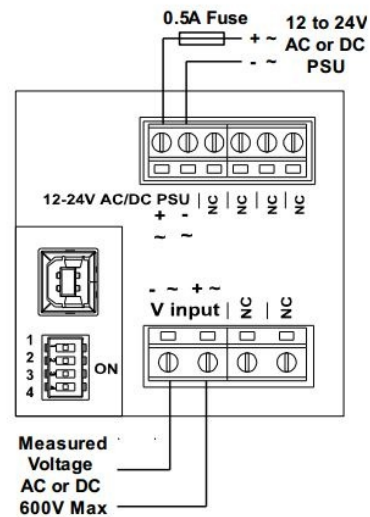 0.5A Fuse
12 to 24V
+ ~ AC or DC
- ~ PSU
12-24V AC/DC PSU | NC | NC | NC | NC
+ -
~ ~
- ~ + ~
V input | NC | NC
1
2
3
4
ON
Measured
Voltage
AC or DC
600V Max